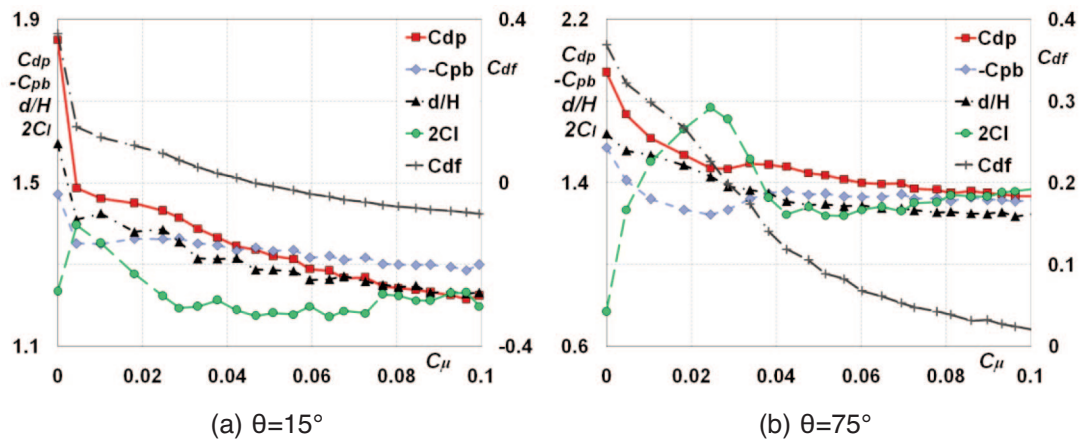 1.9
0.4
Cdp
-Cpb
d/H
2Cl
Cdf
Cdp
-Cpb
d/H
2Cl
Cdf
1.5
0
1.1
-0.4
Cμ
0
0.02
0.04
0.06
0.08
0.1
(a) θ=15°
2.2
0.4
Cdp
-Cpb
d/H
2Cl
Cdf
Cdp
-Cpb
d/H
2Cl
Cdf
0.3
1.4
0.2
0.1
0.6
0
Cμ
0
0.02
0.04
0.06
0.08
0.1
(b) θ=75°